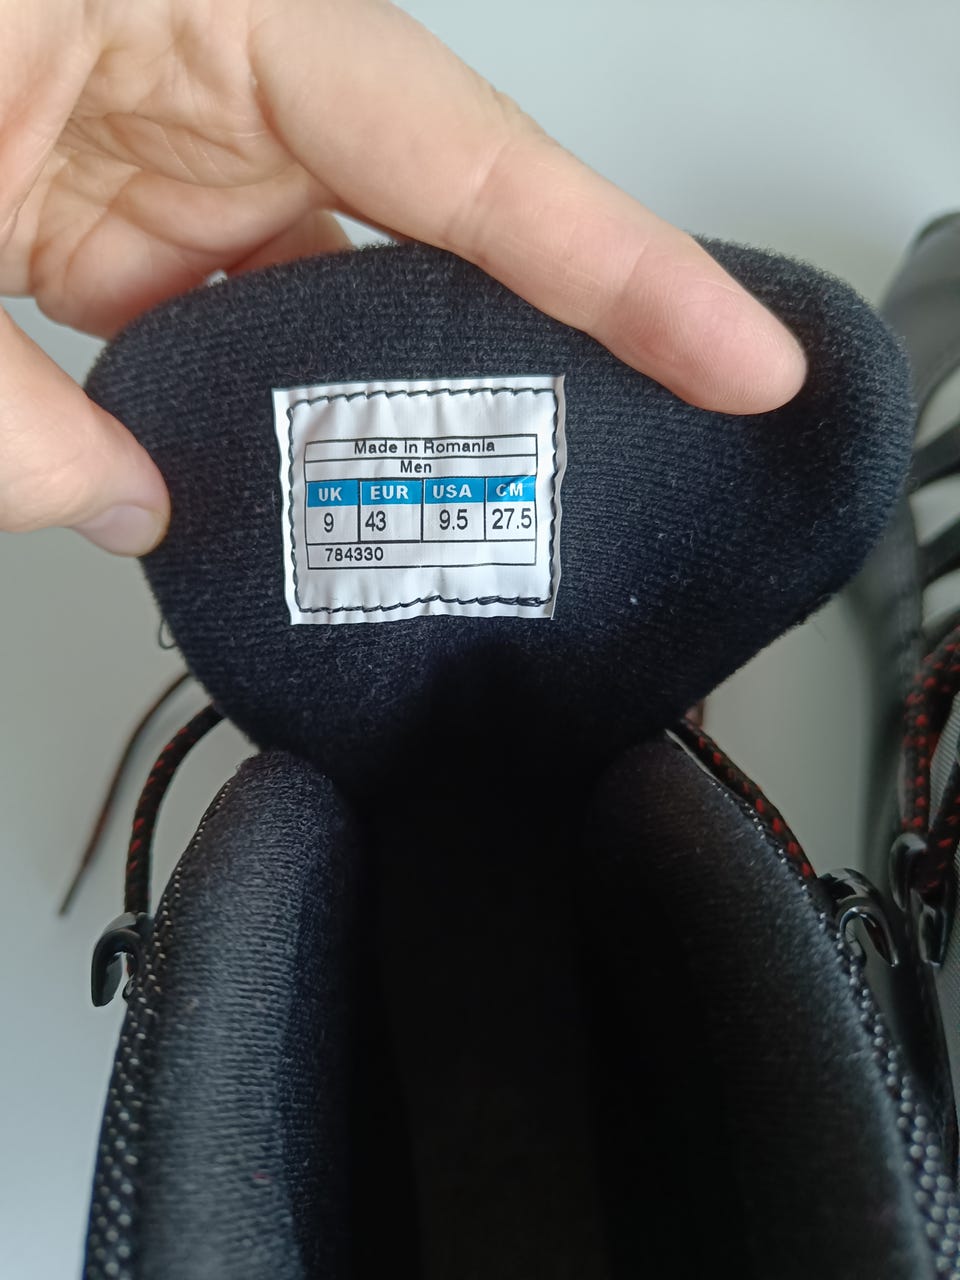 Made In Romania
Men
UK EUR USA CM
9 43 9.5 27.5
784330